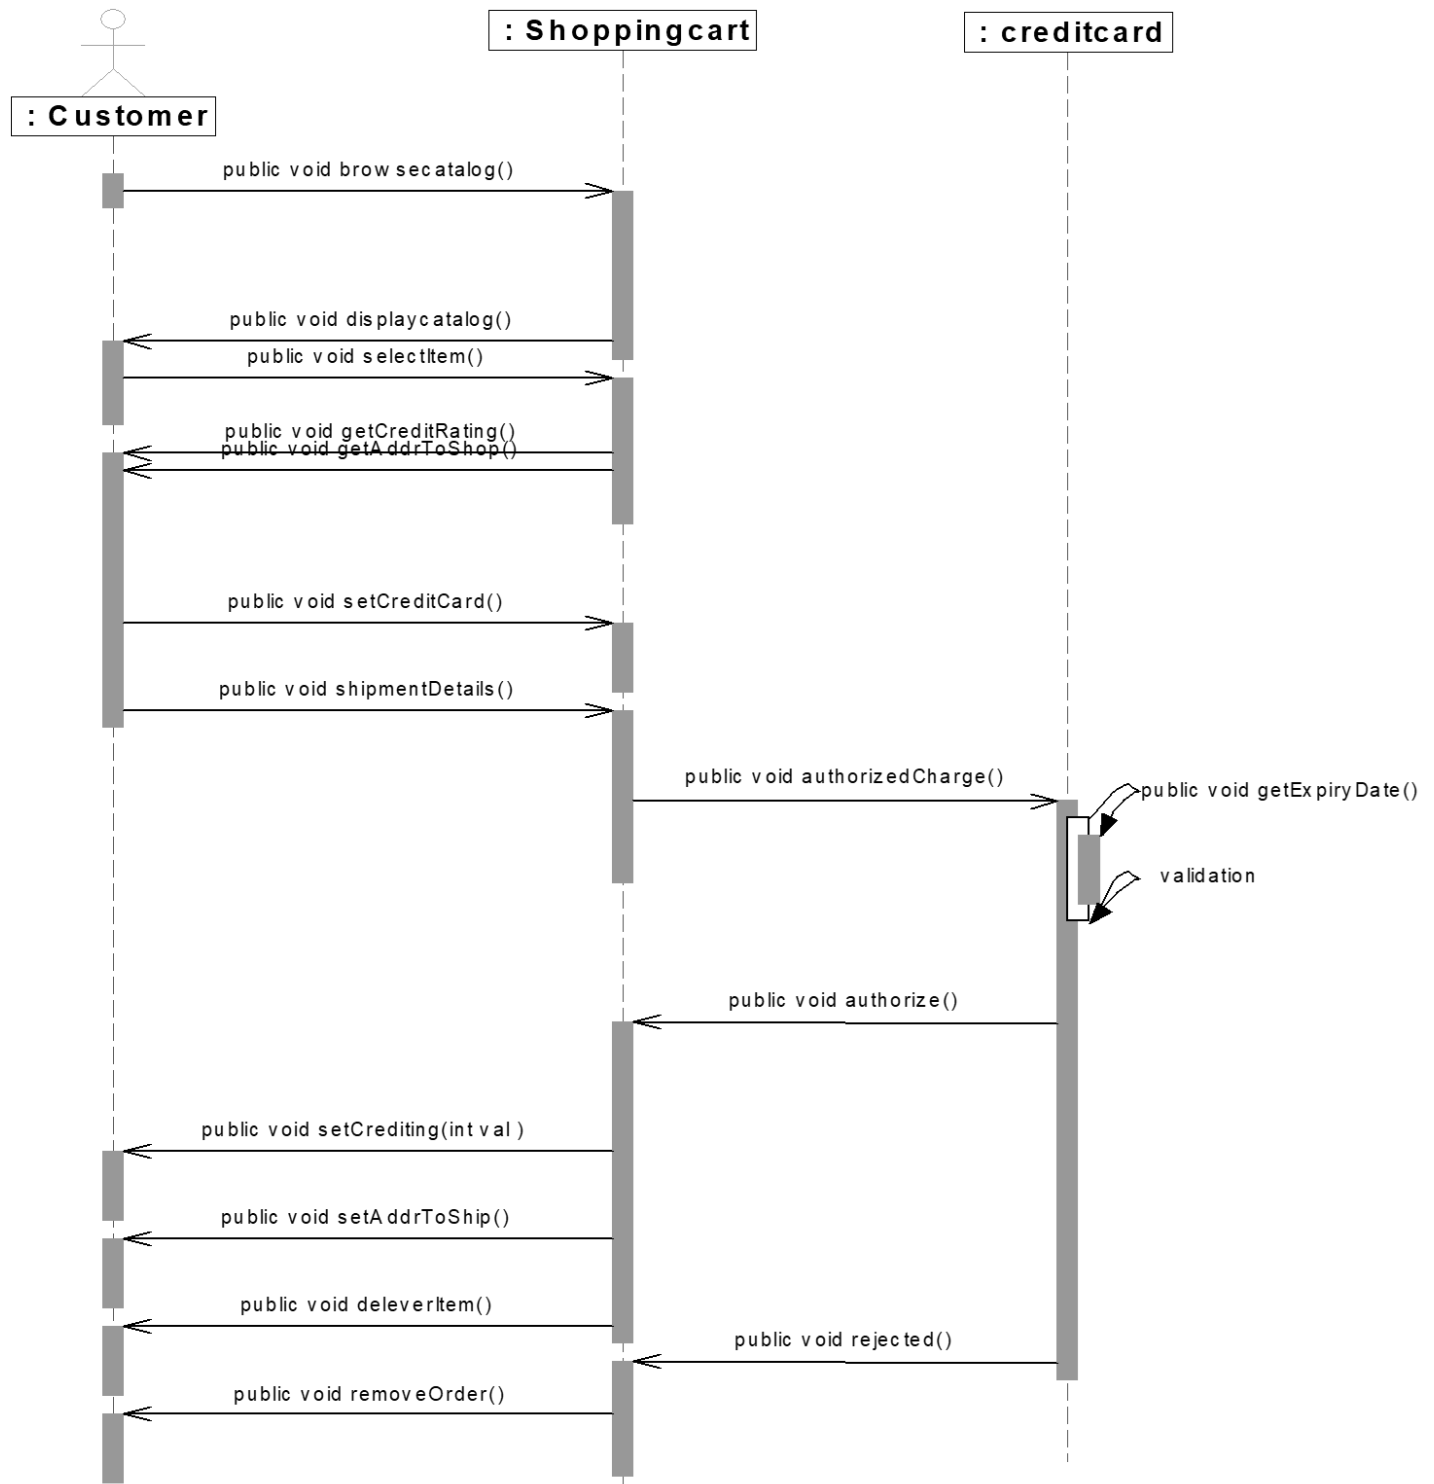 : Shoppingcart
: creditcard
: Customer
public void browsecatalog()
public void displaycatalog()
public void selectItem()
public void getCreditRating()
public void getAddrToShop()
public void setCreditCard()
public void shipmentDetails()
public void authorizedCharge()
public void getExpiryDate()
validation
public void authorize()
public void setCrediting(int val )
public void setAddrToShip()
public void deleverItem()
public void rejected()
public void removeOrder()